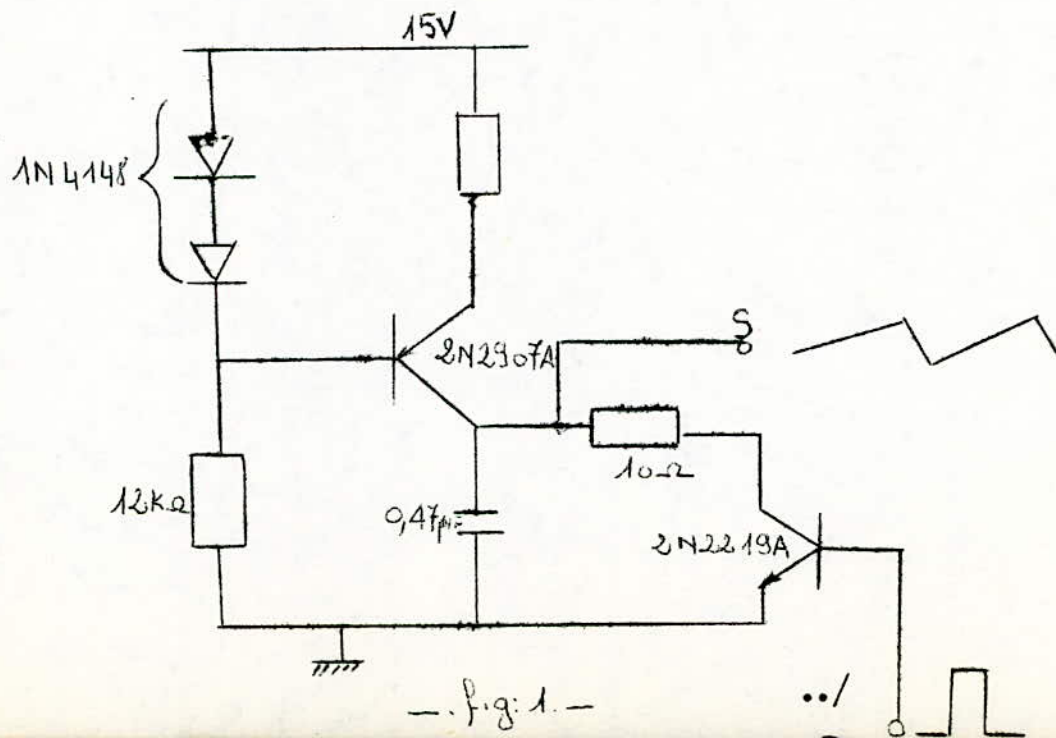 15V
1N4148
2N2907A
S
12KΩ
0,47µF
10Ω
2N2219A
-. fig: 1. -
../